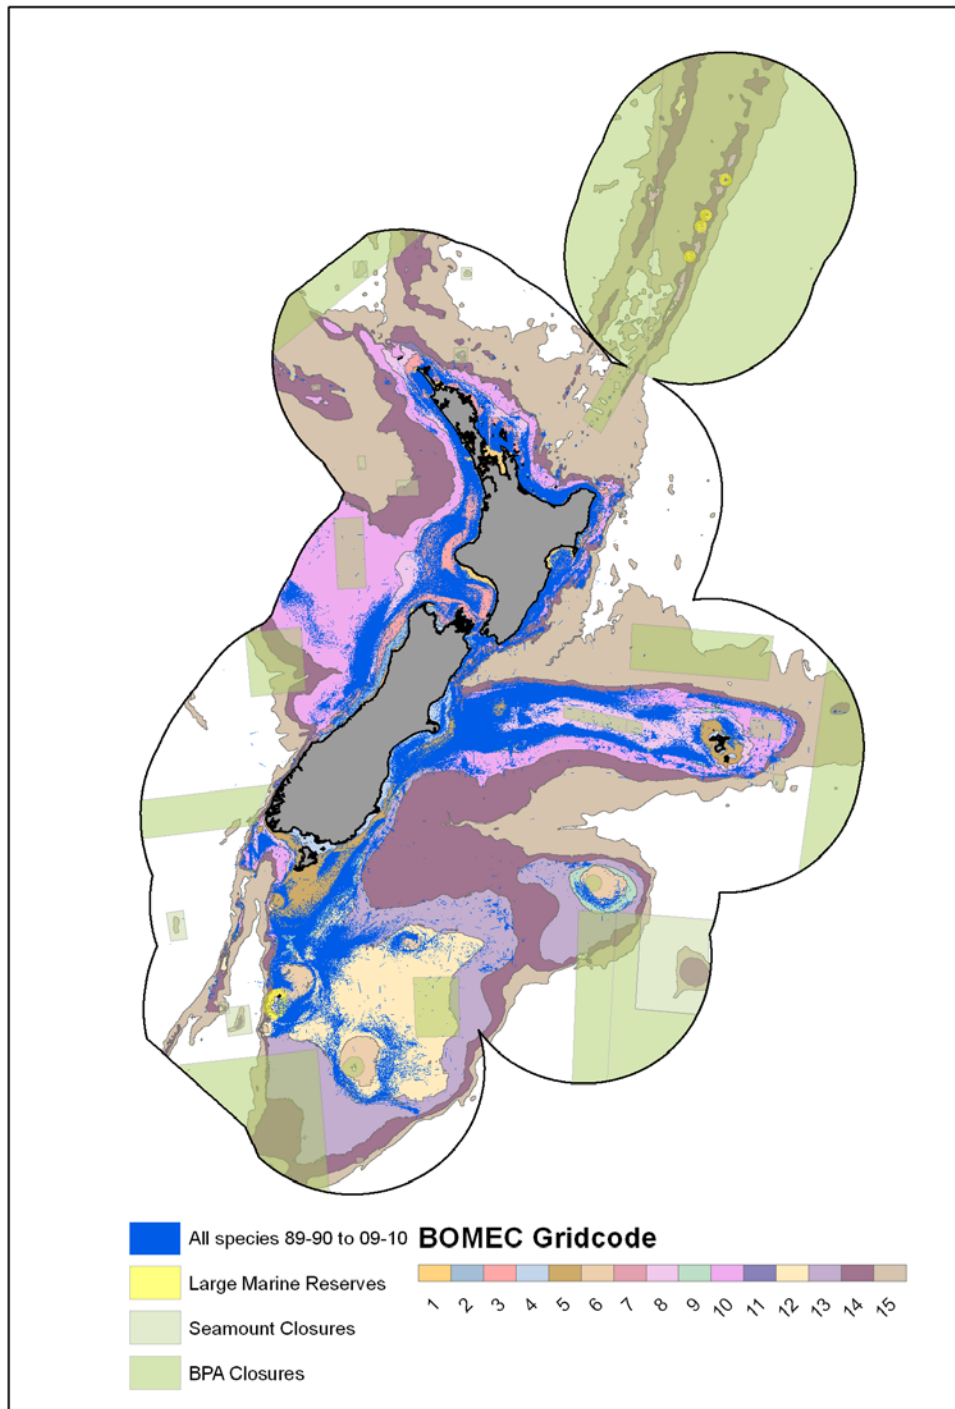 All species 89-90 to 09-10
Large Marine Reserves
Seamount Closures
BPA Closures
BOMEC Gridcode
1 2 3 4 5 6 7 8 9 10 11 12 13 14 15